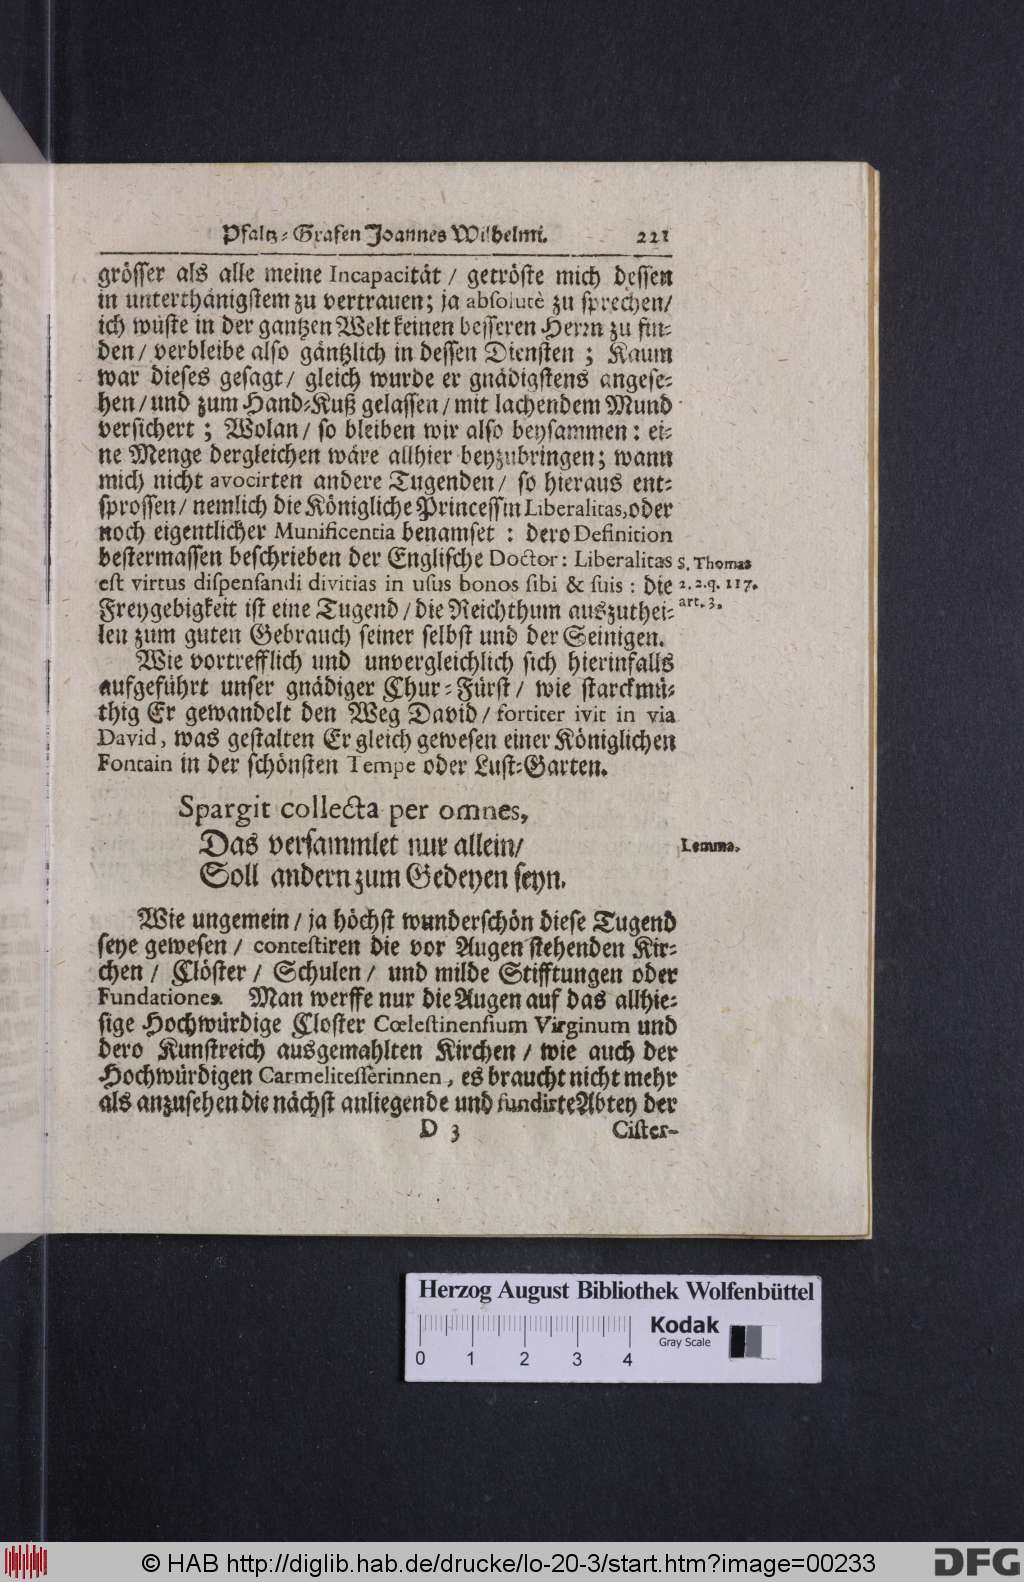 Pfaltz-Grafen Joannes Wilhelmi. 221
grösser als alle meine Incapacität / getröste mich dessen
in unterthänigstem zu vertrauen; ja absolutè zu sprechen/
ich wüste in der gantzen Welt keinen besseren Herrn zu fin-
den / verbleibe also gäntzlich in dessen Diensten ; Kaum
war dieses gesagt / gleich wurde er gnädigstens angese-
hen / und zum Hand-Kuß gelassen / mit lachendem Mund
versichert ; Wolan / so bleiben wir also beysammen : ei-
ne Menge dergleichen wäre allhier beyzubringen; wann
mich nicht avocirten andere Tugenden / so hieraus ent-
sprossen / nemlich die Königliche Princessin Liberalitas, oder
noch eigentlicher Munificentia benamset : dero Definition
bestermassen beschrieben der Englische Doctor : Liberalitas
est virtus dispensandi divitias in usus bonos sibi & suis : die
Freygebigkeit ist eine Tugend / die Reichthum auszuthei-
len zum guten Gebrauch seiner selbst und der Seinigen.
S. Thomas
2. 2. q. 117.
art. 3.
Wie vortrefflich und unvergleichlich sich hierinfalls
aufgeführt unser gnädiger Chur-Fürst / wie starckmü-
thig Er gewandelt den Weg David / fortiter ivit in via
David, was gestalten Er gleich gewesen einer Königlichen
Fontain in der schönsten Tempe oder Lust-Garten.
Spargit collecta per omnes,
Das versammlet nur allein/
Soll andern zum Gedeyen seyn.
Lemma.
Wie ungemein / ja höchst wunderschön diese Tugend
seye gewesen / contestiren die vor Augen stehenden Kir-
chen / Clöster / Schulen / und milde Stifftungen oder
Fundationes. Man werffe nur die Augen auf das allhie-
sige Hochwürdige Closter Cœlestinensium Virginum und
dero Kunstreich ausgemahlten Kirchen / wie auch der
Hochwürdigen Carmelitesserinnen, es braucht nicht mehr
als anzusehen die nächst anliegende und fundirte Abtey der
D 3 Cister-
Herzog August Bibliothek Wolfenbüttel
Kodak
Gray Scale
0 1 2 3 4
© HAB http://diglib.hab.de/drucke/lo-20-3/start.htm?image=00233
DFG